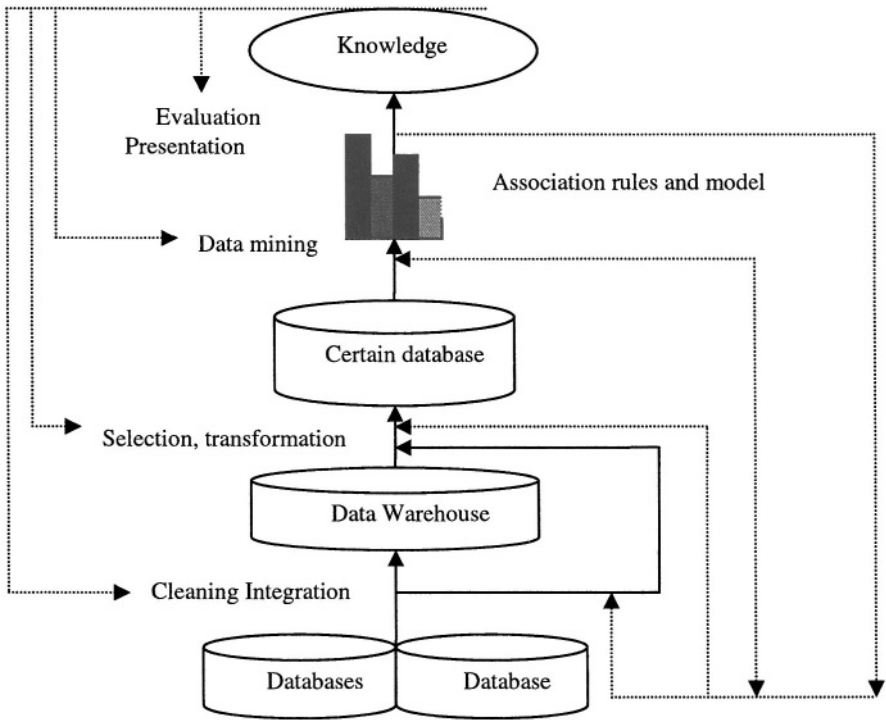 Knowledge
Evaluation
Presentation
Association rules and model
Data mining
Certain database
Selection, transformation
Data Warehouse
Cleaning Integration
Databases
Database